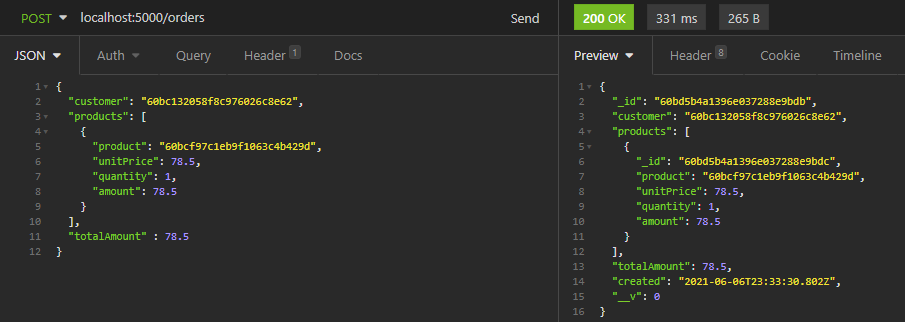 POST localhost:5000/orders Send
JSON Auth Query Header 1 Docs
1 {
2 "customer": "60bc132058f8c976026c8e62",
3 "products": [
4 {
5 "product": "60bcf97c1eb9f1063c4b429d",
6 "unitPrice": 78.5,
7 "quantity": 1,
8 "amount": 78.5
9 }
10 ],
11 "totalAmount" : 78.5
12 }
200 OK 331 ms 265 B
Preview Header 8 Cookie Timeline
1 {
2 "_id": "60bd5b4a1396e037288e9bdb",
3 "customer": "60bc132058f8c976026c8e62",
4 "products": [
5 {
6 "_id": "60bd5b4a1396e037288e9bdc",
7 "product": "60bcf97c1eb9f1063c4b429d",
8 "unitPrice": 78.5,
9 "quantity": 1,
10 "amount": 78.5
11 }
12 ],
13 "totalAmount": 78.5,
14 "created": "2021-06-06T23:33:30.802Z",
15 "__v": 0
16 }